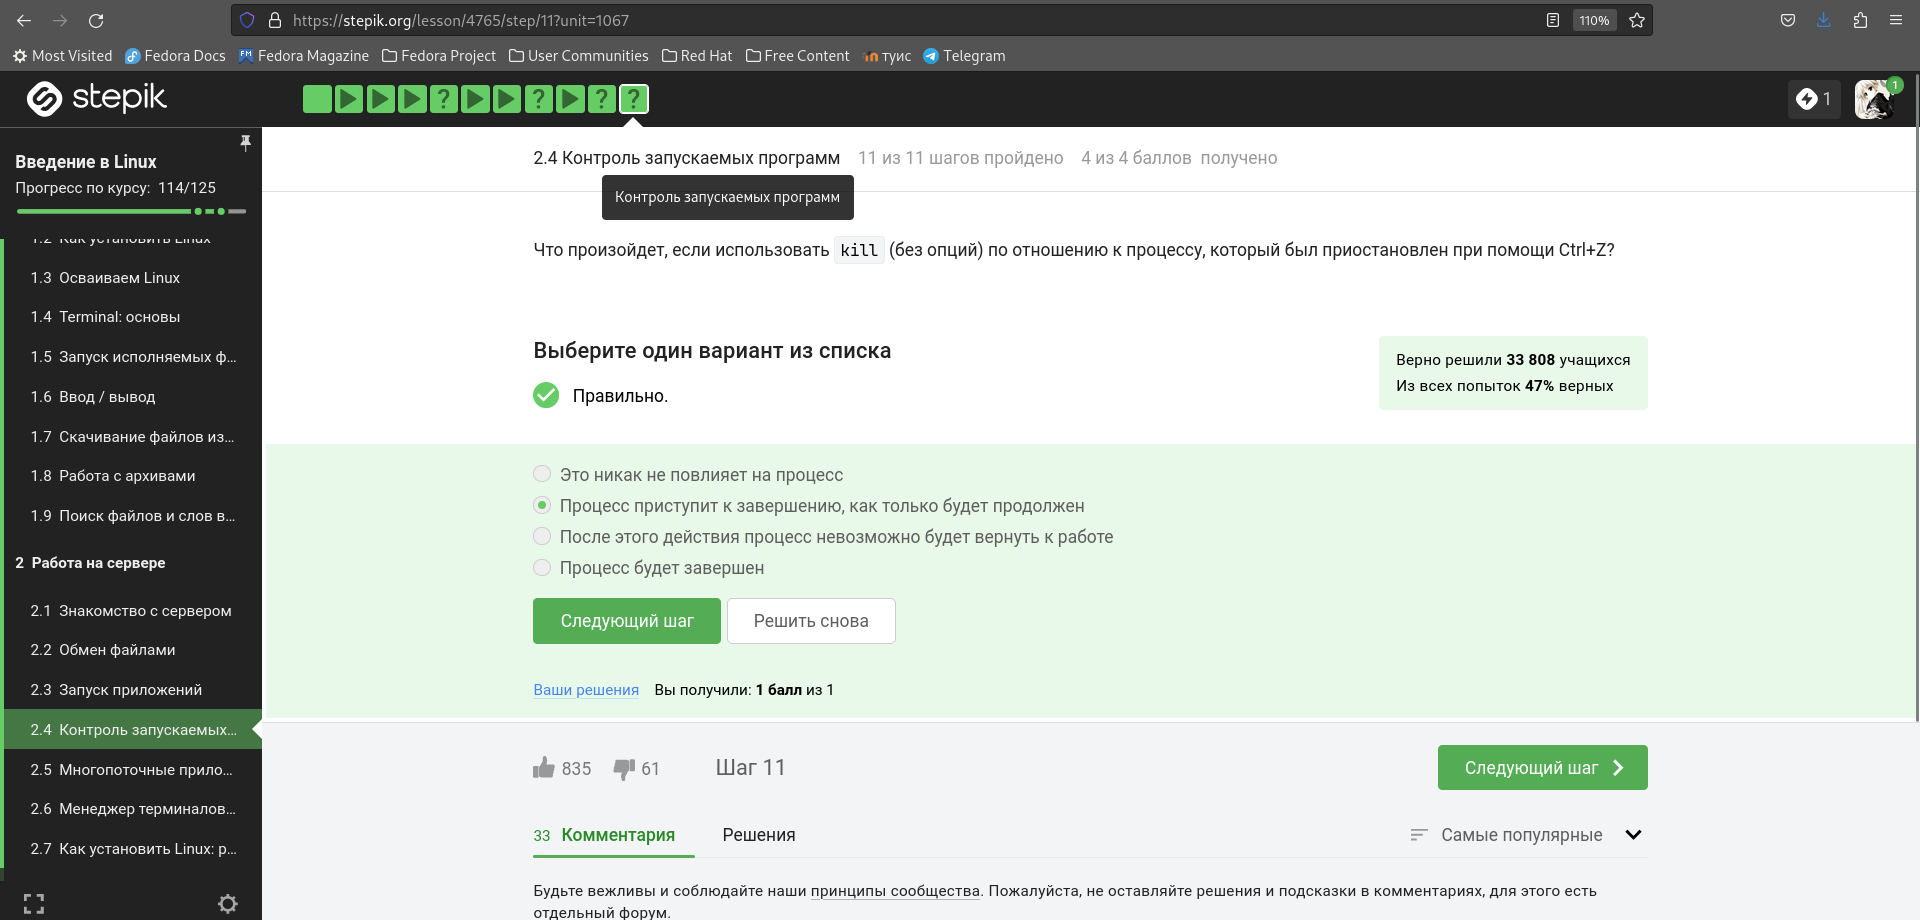 https://stepik.org/lesson/4765/step/11?unit=1067
110%
Most Visited Fedora Docs Fedora Magazine Fedora Project User Communities Red Hat Free Content туис Telegram
stepik
? ? ? ?
1
1
Введение в Linux
Прогресс по курсу: 114/125
1.2 Как установить Linux
1.3 Осваиваем Linux
1.4 Terminal: основы
1.5 Запуск исполняемых ф...
1.6 Ввод / вывод
1.7 Скачивание файлов из...
1.8 Работа с архивами
1.9 Поиск файлов и слов в...
2 Работа на сервере
2.1 Знакомство с сервером
2.2 Обмен файлами
2.3 Запуск приложений
2.4 Контроль запускаемых...
2.5 Многопоточные прило...
2.6 Менеджер терминалов...
2.7 Как установить Linux: р...
2.4 Контроль запускаемых программ 11 из 11 шагов пройдено 4 из 4 баллов получено
Контроль запускаемых программ
Что произойдет, если использовать kill (без опций) по отношению к процессу, который был приостановлен при помощи Ctrl+Z?
Выберите один вариант из списка
Правильно.
Верно решили 33 808 учащихся
Из всех попыток 47% верных
Это никак не повлияет на процесс
Процесс приступит к завершению, как только будет продолжен
После этого действия процесс невозможно будет вернуть к работе
Процесс будет завершен
Следующий шаг Решить снова
Ваши решения Вы получили: 1 балл из 1
835 61 Шаг 11 Следующий шаг
33 Комментария Решения Самые популярные
Будьте вежливы и соблюдайте наши принципы сообщества. Пожалуйста, не оставляйте решения и подсказки в комментариях, для этого есть
отдельный форум.